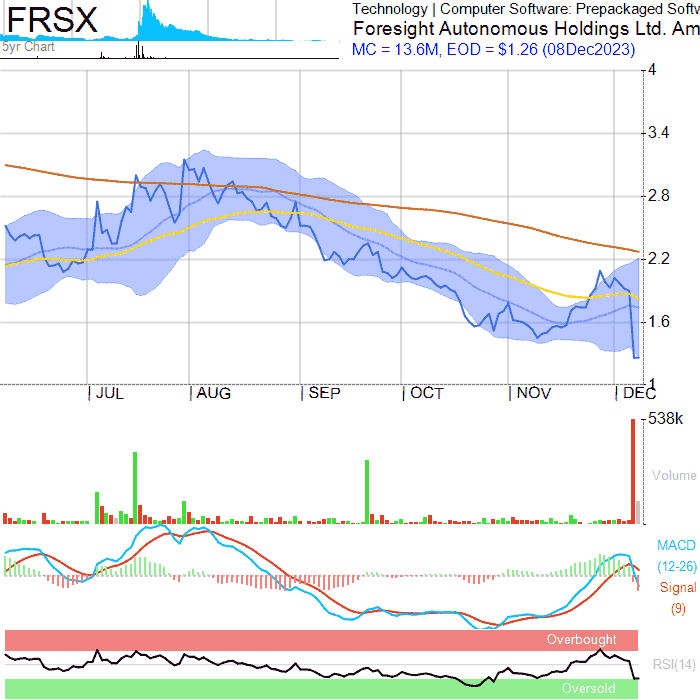 FRSX
Technology | Computer Software: Prepackaged Softw
Foresight Autonomous Holdings Ltd. Am
MC = 13.6M, EOD = $1.26 (08Dec2023)
5yr Chart
4
3.4
2.8
2.2
1.6
1
JUL
AUG
SEP
OCT
NOV
DEC
538k
Volume
MACD
(12-26)
Signal
(9)
Overbought
RSI(14)
Oversold